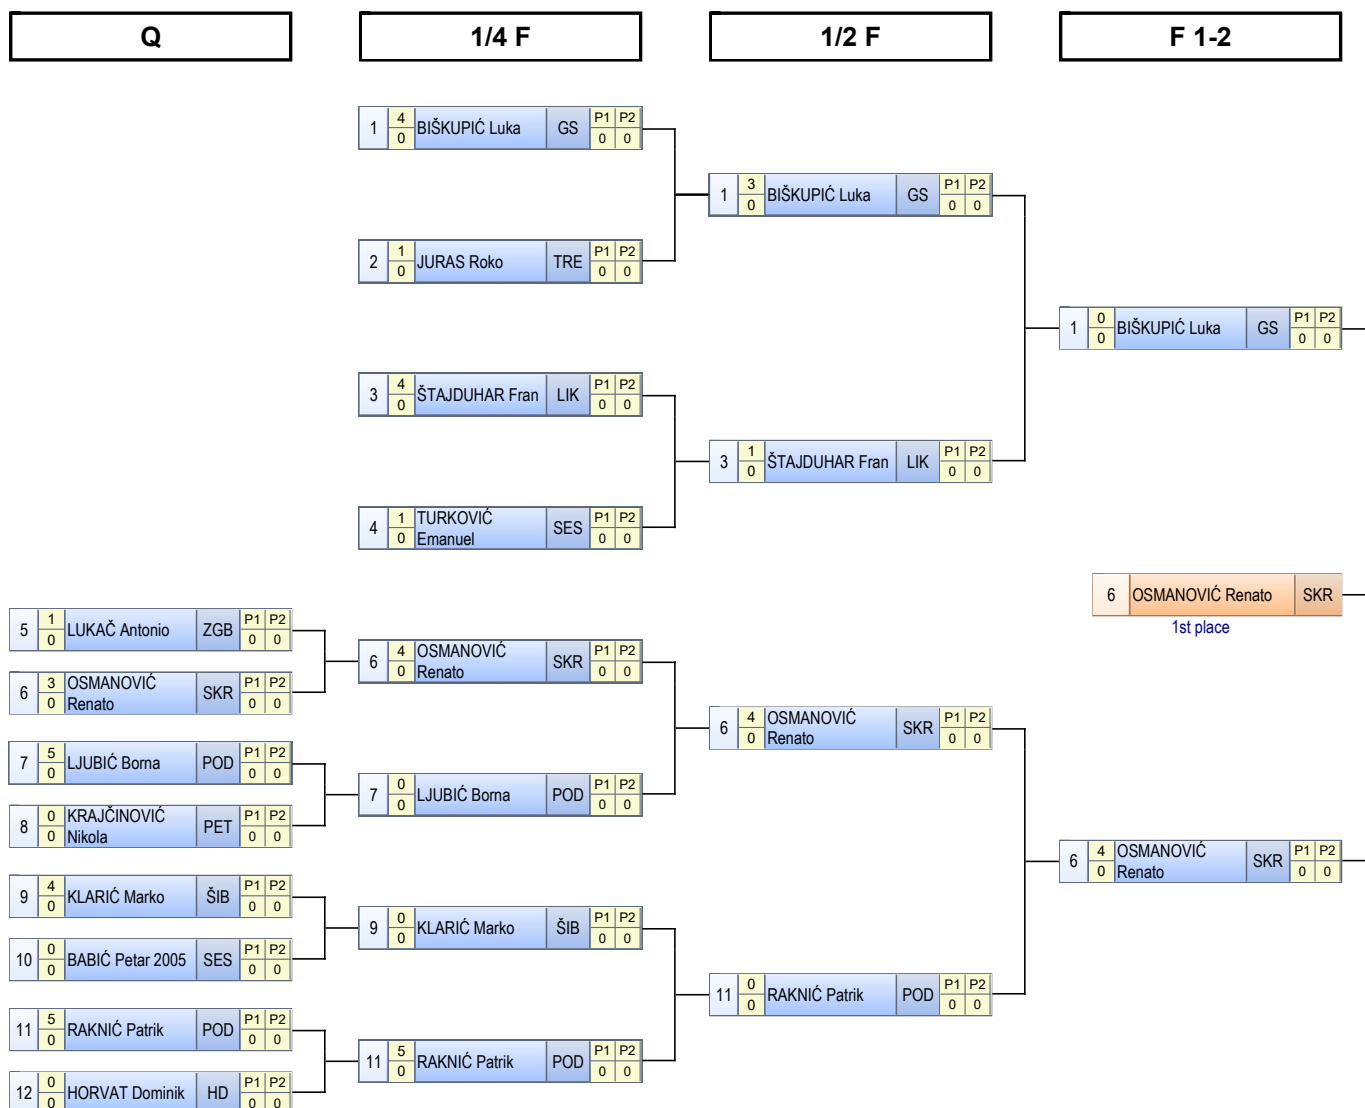 Q 1/4 F 1/2 F F 1-2
1 4 0 BIŠKUPIĆ Luka GS P1 P2 0 0
1 3 0 BIŠKUPIĆ Luka GS P1 P2 0 0
2 1 0 JURAS Roko TRE P1 P2 0 0
1 0 0 BIŠKUPIĆ Luka GS P1 P2 0 0
3 4 0 ŠTAJDUHAR Fran LIK P1 P2 0 0
3 1 0 ŠTAJDUHAR Fran LIK P1 P2 0 0
4 1 0 TURKOVIĆ Emanuel SES P1 P2 0 0
6 OSMANOVIĆ Renato SKR
1st place
5 1 0 LUKAČ Antonio ZGB P1 P2 0 0
6 4 0 OSMANOVIĆ Renato SKR P1 P2 0 0
6 3 0 OSMANOVIĆ Renato SKR P1 P2 0 0
6 4 0 OSMANOVIĆ Renato SKR P1 P2 0 0
7 5 0 LJUBIĆ Borna POD P1 P2 0 0
7 0 0 LJUBIĆ Borna POD P1 P2 0 0
8 0 0 KRAJČINOVIĆ Nikola PET P1 P2 0 0
6 4 0 OSMANOVIĆ Renato SKR P1 P2 0 0
9 4 0 KLARIĆ Marko ŠIB P1 P2 0 0
9 0 0 KLARIĆ Marko ŠIB P1 P2 0 0
10 0 0 BABIĆ Petar 2005 SES P1 P2 0 0
11 0 0 RAKNIĆ Patrik POD P1 P2 0 0
11 5 0 RAKNIĆ Patrik POD P1 P2 0 0
11 5 0 RAKNIĆ Patrik POD P1 P2 0 0
12 0 0 HORVAT Dominik HD P1 P2 0 0